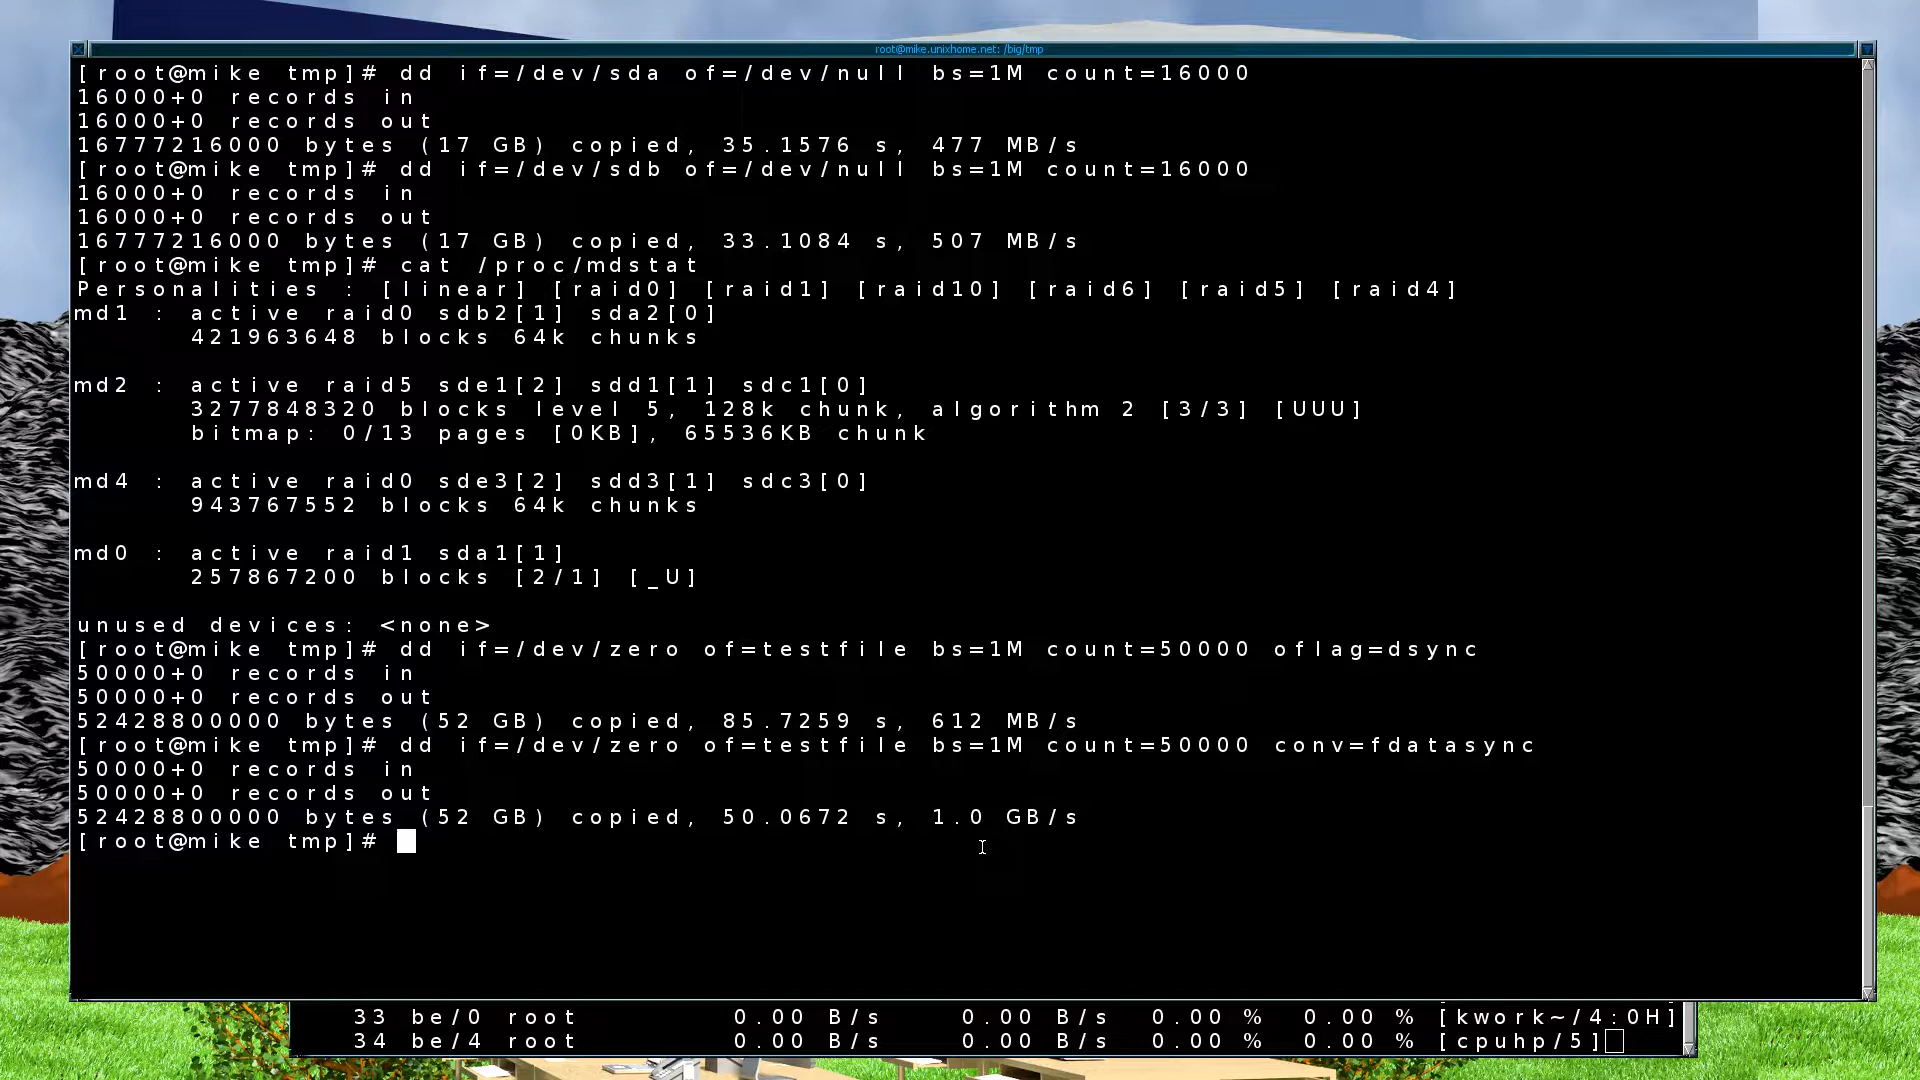 root@mike.unixhome.net: /big/tmp
[root@mike tmp]# dd if=/dev/sda of=/dev/null bs=1M count=16000
16000+0 records in
16000+0 records out
16777216000 bytes (17 GB) copied, 35.1576 s, 477 MB/s
[root@mike tmp]# dd if=/dev/sdb of=/dev/null bs=1M count=16000
16000+0 records in
16000+0 records out
16777216000 bytes (17 GB) copied, 33.1084 s, 507 MB/s
[root@mike tmp]# cat /proc/mdstat
Personalities : [linear] [raid0] [raid1] [raid10] [raid6] [raid5] [raid4]
md1 : active raid0 sdb2[1] sda2[0]
421963648 blocks 64k chunks
md2 : active raid5 sde1[2] sdd1[1] sdc1[0]
3277848320 blocks level 5, 128k chunk, algorithm 2 [3/3] [UUU]
bitmap: 0/13 pages [0KB], 65536KB chunk
md4 : active raid0 sde3[2] sdd3[1] sdc3[0]
943767552 blocks 64k chunks
md0 : active raid1 sda1[1]
257867200 blocks [2/1] [_U]
unused devices: <none>
[root@mike tmp]# dd if=/dev/zero of=testfile bs=1M count=50000 oflag=dsync
50000+0 records in
50000+0 records out
52428800000 bytes (52 GB) copied, 85.7259 s, 612 MB/s
[root@mike tmp]# dd if=/dev/zero of=testfile bs=1M count=50000 conv=fdatasync
50000+0 records in
50000+0 records out
52428800000 bytes (52 GB) copied, 50.0672 s, 1.0 GB/s
[root@mike tmp]#
33 be/0 root 0.00 B/s 0.00 B/s 0.00 % 0.00 % [kwork~/4:0H]
34 be/4 root 0.00 B/s 0.00 B/s 0.00 % 0.00 % [cpuhp/5]